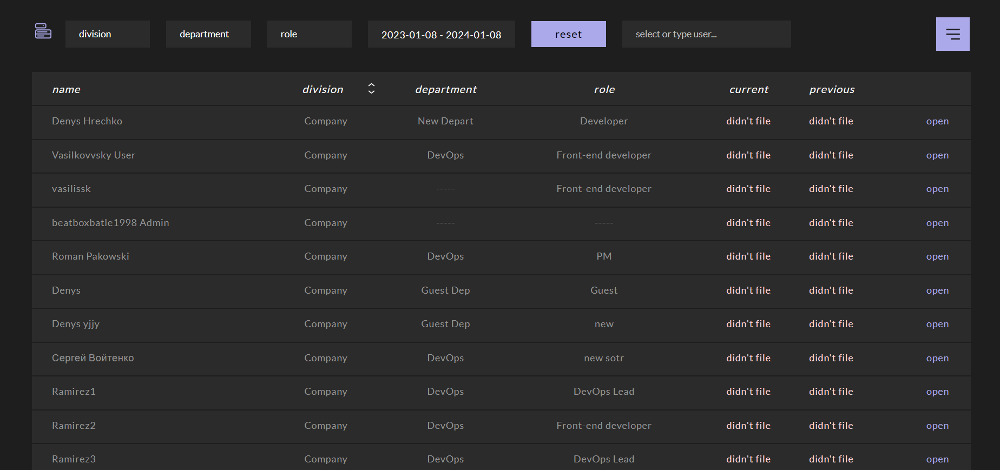 division department role 2023-01-08 - 2024-01-08 reset select or type user...
name division department role current previous
Denys Hrechko Company New Depart Developer didn't file didn't file open
Vasilkovvsky User Company DevOps Front-end developer didn't file didn't file open
vasilissk Company ----- Front-end developer didn't file didn't file open
beatboxbatle1998 Admin Company ----- ----- didn't file didn't file open
Roman Pakowski Company DevOps PM didn't file didn't file open
Denys Company Guest Dep Guest didn't file didn't file open
Denys yjjy Company Guest Dep new didn't file didn't file open
Сергей Войтенко Company DevOps new sotr didn't file didn't file open
Ramirez1 Company DevOps DevOps Lead didn't file didn't file open
Ramirez2 Company DevOps Front-end developer didn't file didn't file open
Ramirez3 Company DevOps DevOps Lead didn't file didn't file open